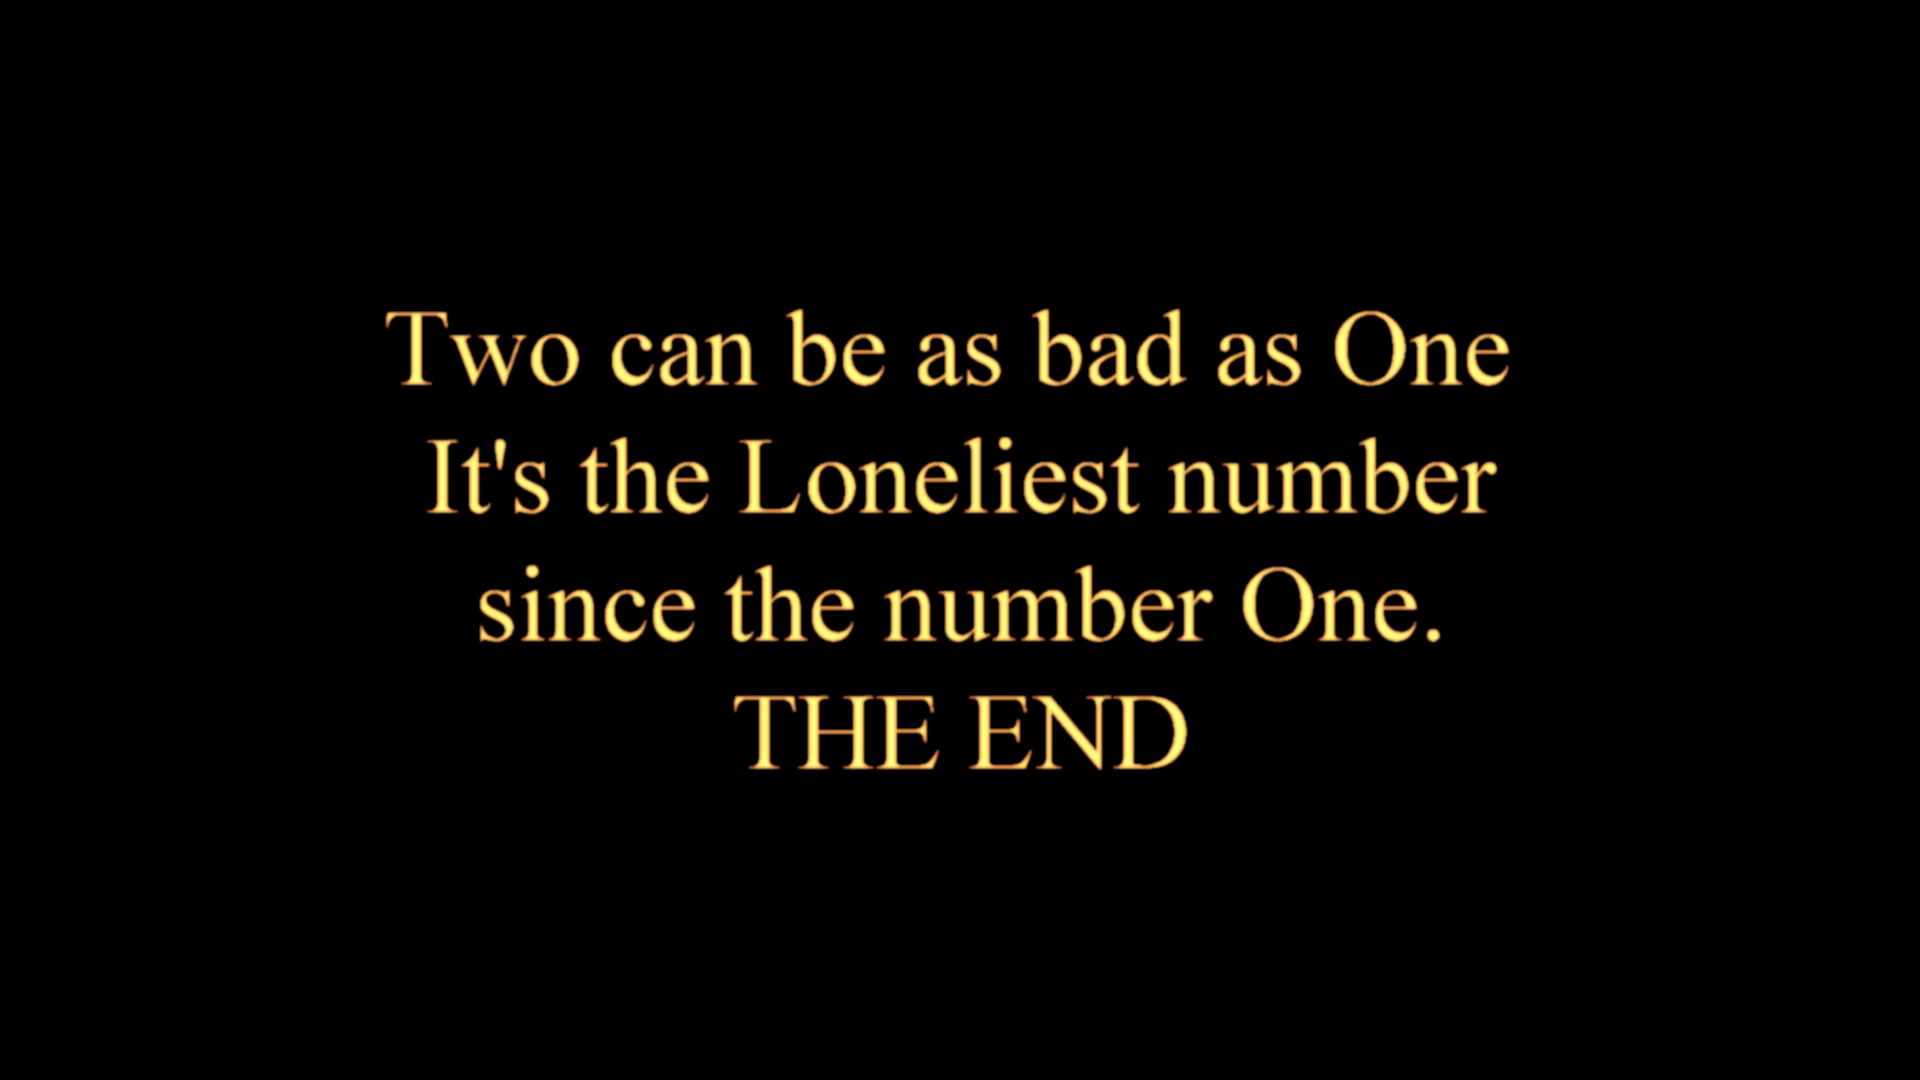 Two can be as bad as One
It's the Loneliest number
since the number One.
THE END